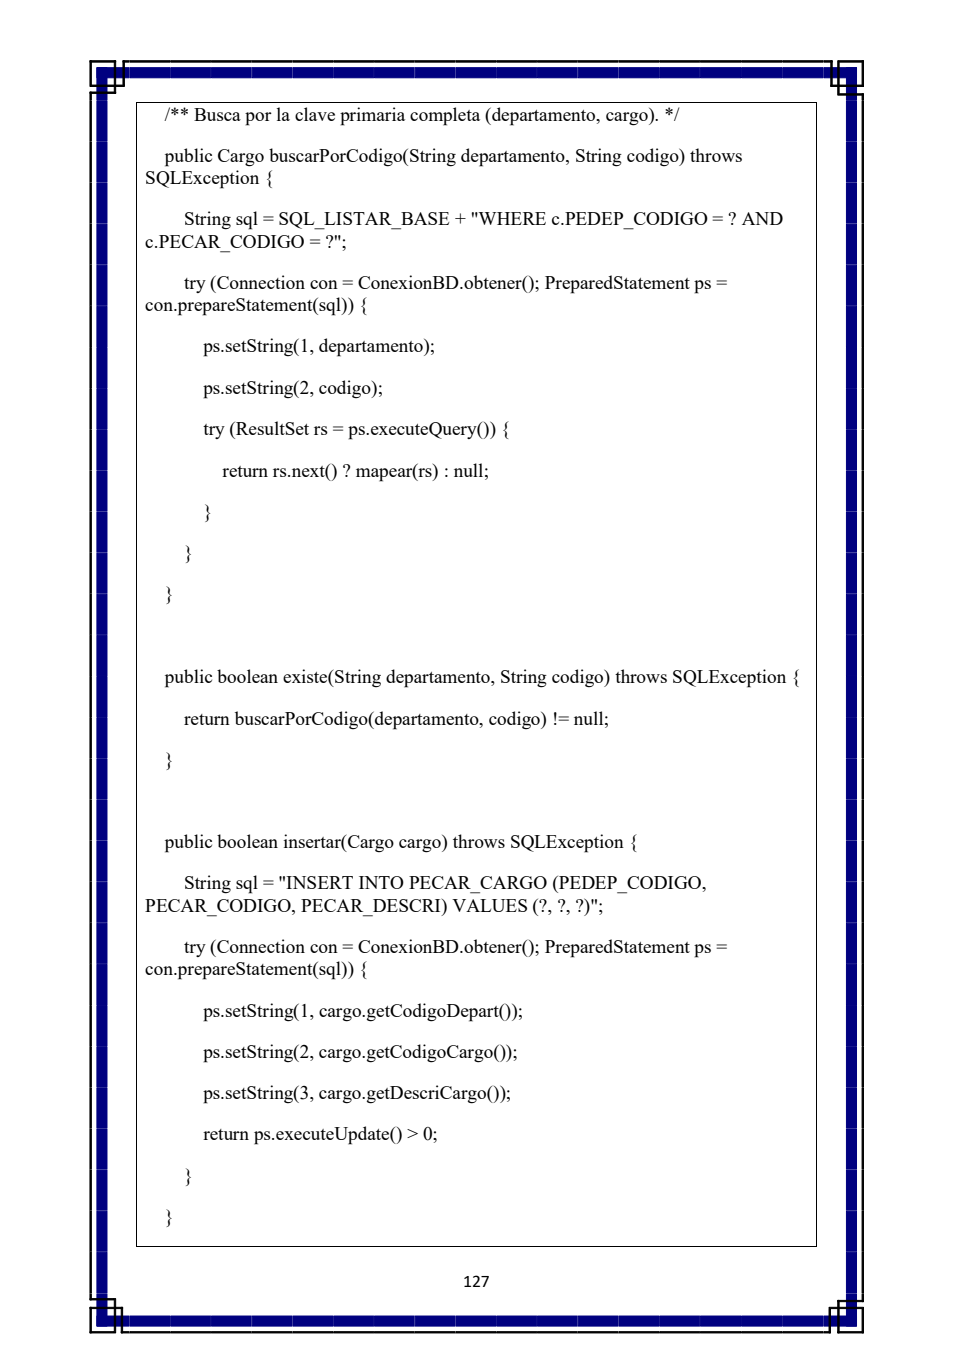 /** Busca por la clave primaria completa (departamento, cargo). */
public Cargo buscarPorCodigo(String departamento, String codigo) throws
SQLException {
String sql = SQL_LISTAR_BASE + "WHERE c.PEDEP_CODIGO = ? AND
c.PECAR_CODIGO = ?";
try (Connection con = ConexionBD.obtener(); PreparedStatement ps =
con.prepareStatement(sql)) {
ps.setString(1, departamento);
ps.setString(2, codigo);
try (ResultSet rs = ps.executeQuery()) {
return rs.next() ? mapear(rs) : null;
}
}
}
public boolean existe(String departamento, String codigo) throws SQLException {
return buscarPorCodigo(departamento, codigo) != null;
}
public boolean insertar(Cargo cargo) throws SQLException {
String sql = "INSERT INTO PECAR_CARGO (PEDEP_CODIGO,
PECAR_CODIGO, PECAR_DESCRI) VALUES (?, ?, ?)";
try (Connection con = ConexionBD.obtener(); PreparedStatement ps =
con.prepareStatement(sql)) {
ps.setString(1, cargo.getCodigoDepart());
ps.setString(2, cargo.getCodigoCargo());
ps.setString(3, cargo.getDescriCargo());
return ps.executeUpdate() > 0;
}
}
127